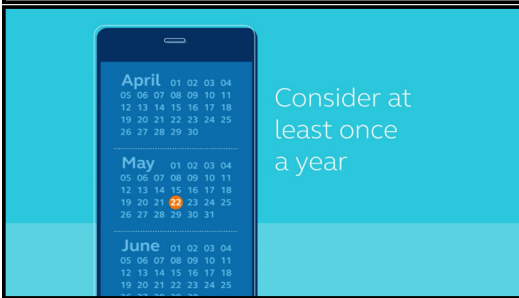 April 01 02 03 04
05 06 07 08 09 10 11
12 13 14 15 16 17 18
19 20 21 22 23 24 25
26 27 28 29 30
May 01 02 03 04
05 06 07 08 09 10 11
12 13 14 15 16 17 18
19 20 21 22 23 24 25
26 27 28 29 30 31
June 01 02 03 04
05 06 07 08 09 10 11
12 13 14 15 16 17 18
19 20 21 22 23 24 25
Consider at
least once
a year